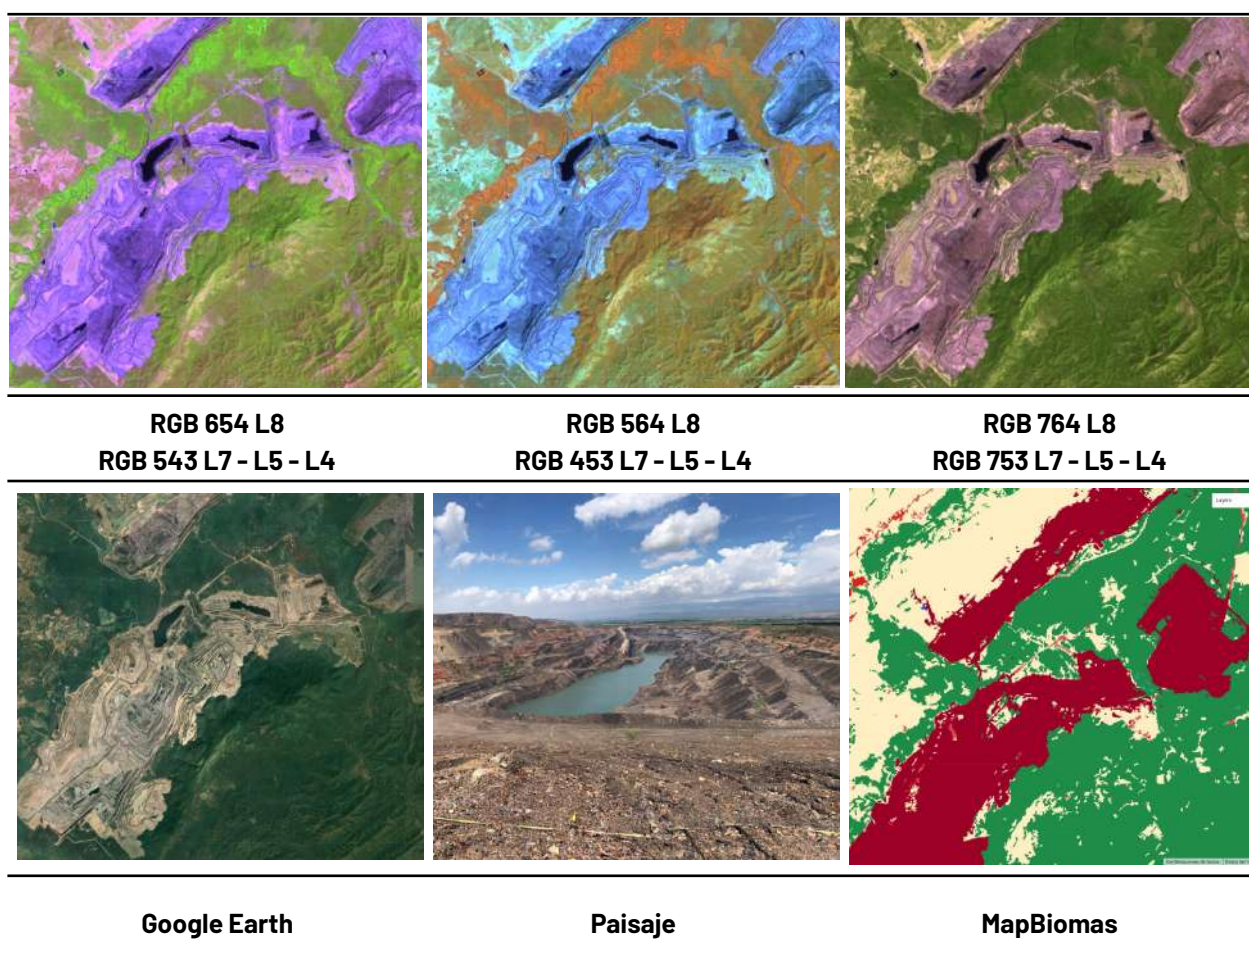 RGB 654 L8
RGB 564 L8
RGB 764 L8
RGB 543 L7 - L5 - L4
RGB 453 L7 - L5 - L4
RGB 753 L7 - L5 - L4
Layers
Google Earth
Paisaje
MapBiomas